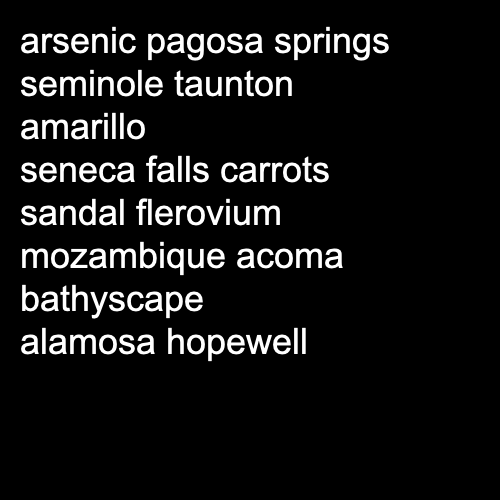 arsenic pagosa springs
seminole taunton
amarillo
seneca falls carrots
sandal flerovium
mozambique acoma
bathyscape
alamosa hopewell